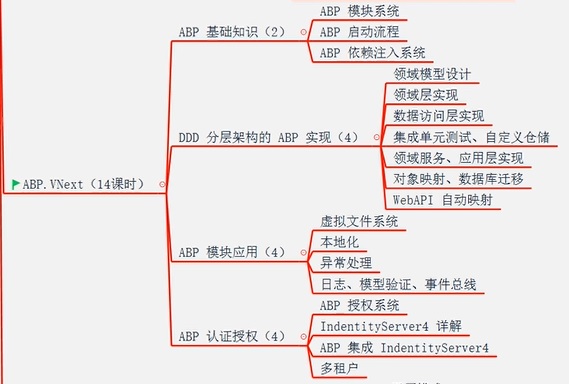 ABP 基础知识（2）
ABP 模块系统
ABP 启动流程
ABP 依赖注入系统
DDD 分层架构的 ABP 实现（4）
领域模型设计
领域层实现
数据访问层实现
集成单元测试、自定义仓储
领域服务、应用层实现
对象映射、数据库迁移
WebAPI 自动映射
ABP.VNext（14课时）
ABP 模块应用（4）
虚拟文件系统
本地化
异常处理
日志、模型验证、事件总线
ABP 认证授权（4）
ABP 授权系统
IndentityServer4 详解
ABP 集成 IndentityServer4
多租户